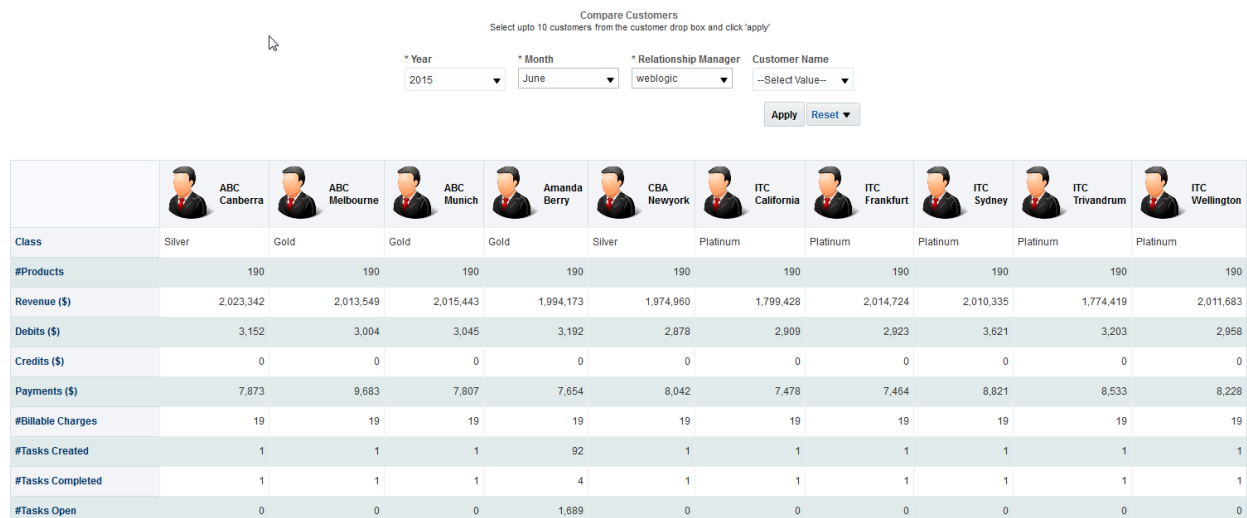 Compare Customers
Select upto 10 customers from the customer drop box and click 'apply'
* Year * Month * Relationship Manager Customer Name
2015 June weblogic --Select Value--
Apply Reset
ABC Canberra ABC Melbourne ABC Munich Amanda Berry CBA Newyork ITC California ITC Frankfurt ITC Sydney ITC Trivandrum ITC Wellington
Class Silver Gold Gold Gold Silver Platinum Platinum Platinum Platinum Platinum
#Products 190 190 190 190 190 190 190 190 190 190
Revenue ($) 2,023,342 2,013,549 2,015,443 1,994,173 1,974,960 1,799,428 2,014,724 2,010,335 1,774,419 2,011,683
Debits ($) 3,152 3,004 3,045 3,192 2,878 2,909 2,923 3,621 3,203 2,958
Credits ($) 0 0 0 0 0 0 0 0 0 0
Payments ($) 7,873 9,683 7,807 7,654 8,042 7,478 7,464 8,821 8,533 8,228
#Billable Charges 19 19 19 19 19 19 19 19 19 19
#Tasks Created 1 1 1 92 1 1 1 1 1 1
#Tasks Completed 1 1 1 4 1 1 1 1 1 1
#Tasks Open 0 0 0 1,689 0 0 0 0 0 0